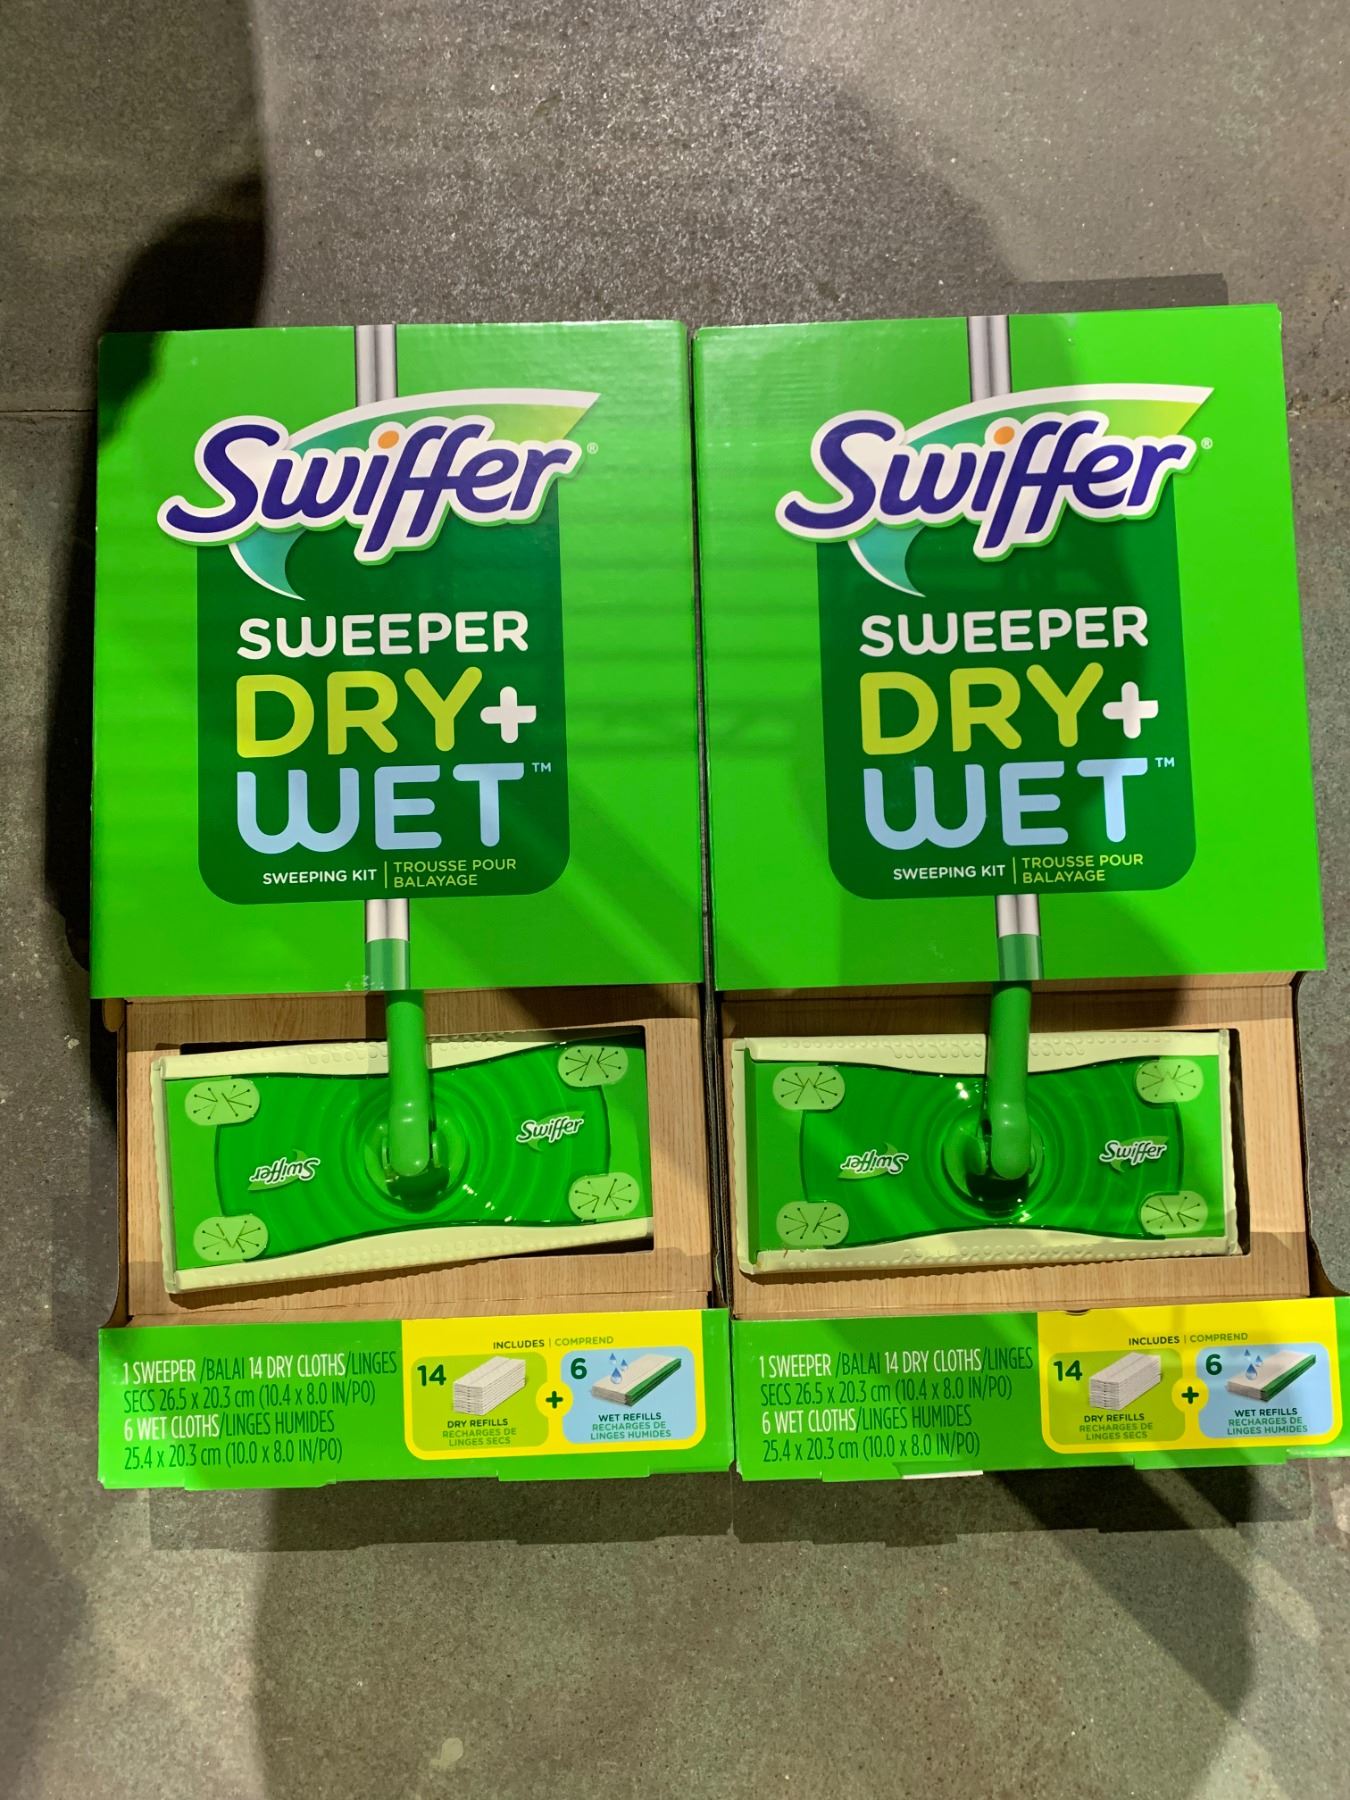 Swiffer®
SWEEPER
DRY+
WET™
SWEEPING KIT | TROUSSE POUR
BALAYAGE
Swiffer
Swiffer
1 SWEEPER/BALAI 14 DRY CLOTHS/LINGES
SECS 26.5 x 20.3 cm (10.4 x 8.0 IN/PO)
6 WET CLOTHS/LINGES HUMIDES
25.4 x 20.3 cm (10.0 x 8.0 IN/PO)
INCLUDES | COMPREND
14
DRY REFILLS
RECHARGES DE
LINGES SECS
+
6
WET REFILLS
RECHARGES DE
LINGES HUMIDES
Swiffer®
SWEEPER
DRY+
WET™
SWEEPING KIT | TROUSSE POUR
BALAYAGE
Swiffer
Swiffer
1 SWEEPER/BALAI 14 DRY CLOTHS/LINGES
SECS 26.5 x 20.3 cm (10.4 x 8.0 IN/PO)
6 WET CLOTHS/LINGES HUMIDES
25.4 x 20.3 cm (10.0 x 8.0 IN/PO)
INCLUDES | COMPREND
14
DRY REFILLS
RECHARGES DE
LINGES SECS
+
6
WET REFILLS
RECHARGES DE
LINGES HUMIDES